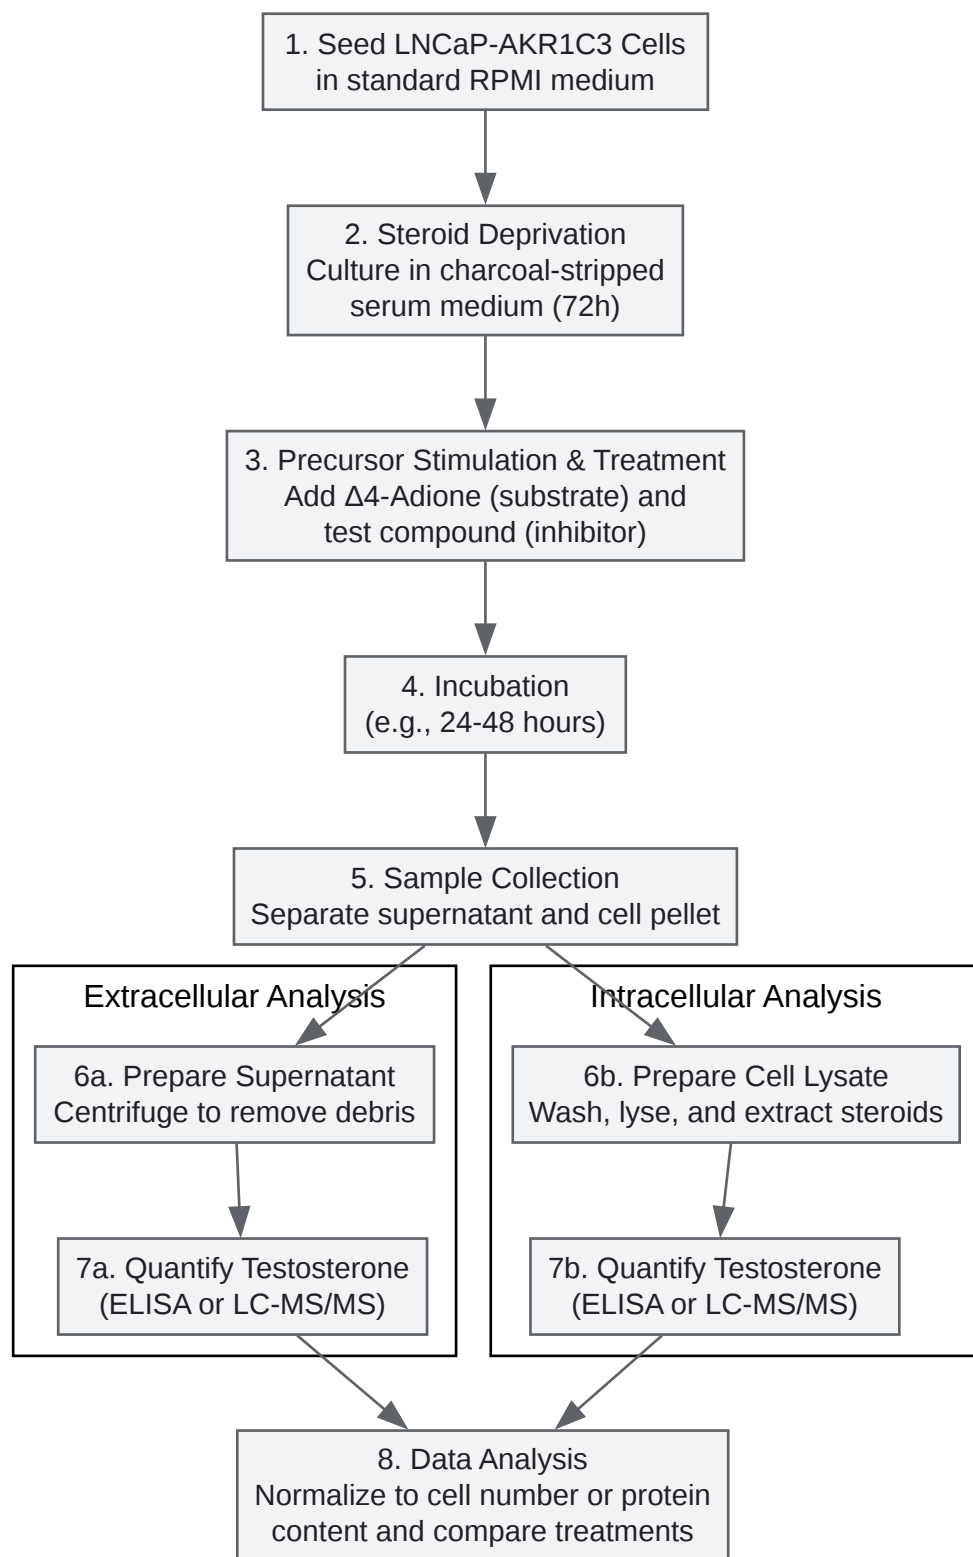 1. Seed LNCaP-AKR1C3 Cells
in standard RPMI medium
2. Steroid Deprivation
Culture in charcoal-stripped
serum medium (72h)
3. Precursor Stimulation & Treatment
Add Δ4-Adione (substrate) and
test compound (inhibitor)
4. Incubation
(e.g., 24-48 hours)
5. Sample Collection
Separate supernatant and cell pellet
Extracellular Analysis
6a. Prepare Supernatant
Centrifuge to remove debris
7a. Quantify Testosterone
(ELISA or LC-MS/MS)
Intracellular Analysis
6b. Prepare Cell Lysate
Wash, lyse, and extract steroids
7b. Quantify Testosterone
(ELISA or LC-MS/MS)
8. Data Analysis
Normalize to cell number or protein
content and compare treatments